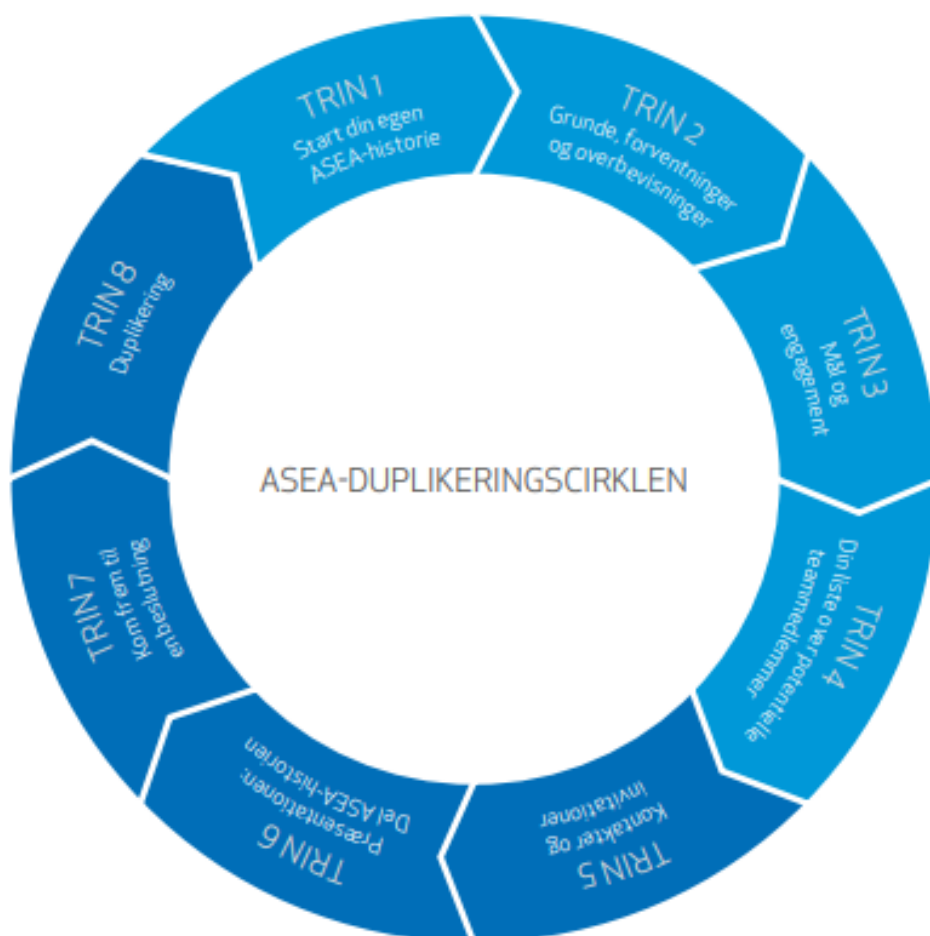 TRIN 1
Start din egen
ASEA-historie
TRIN 2
Grunde, forventninger
og overbevisninger
TRIN 3
Mål og
engagement
TRIN 4
Din liste over potentielle
teammedlemmer
TRIN 5
Kontakter og
invitationer
TRIN 6
Præsentationen:
Del ASEA-historien
TRIN 7
Kom frem til
en beslutning
TRIN 8
Duplikering
ASEA-DUPLIKERINGSCIRKLEN